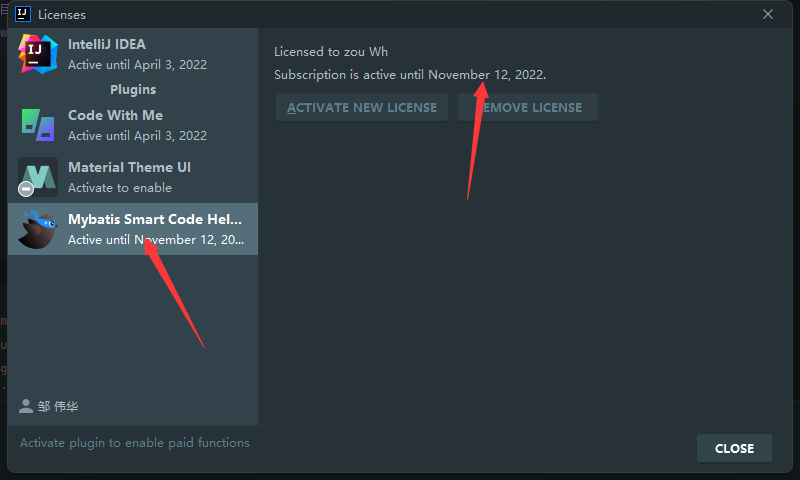 Licenses
IntelliJ IDEA
Active until April 3, 2022
Plugins
Code With Me
Active until April 3, 2022
Material Theme UI
Activate to enable
Mybatis Smart Code Hel...
Active until November 12, 20...
邹 伟华
Licensed to zou Wh
Subscription is active until November 12, 2022.
ACTIVATE NEW LICENSE
REMOVE LICENSE
Activate plugin to enable paid functions
CLOSE